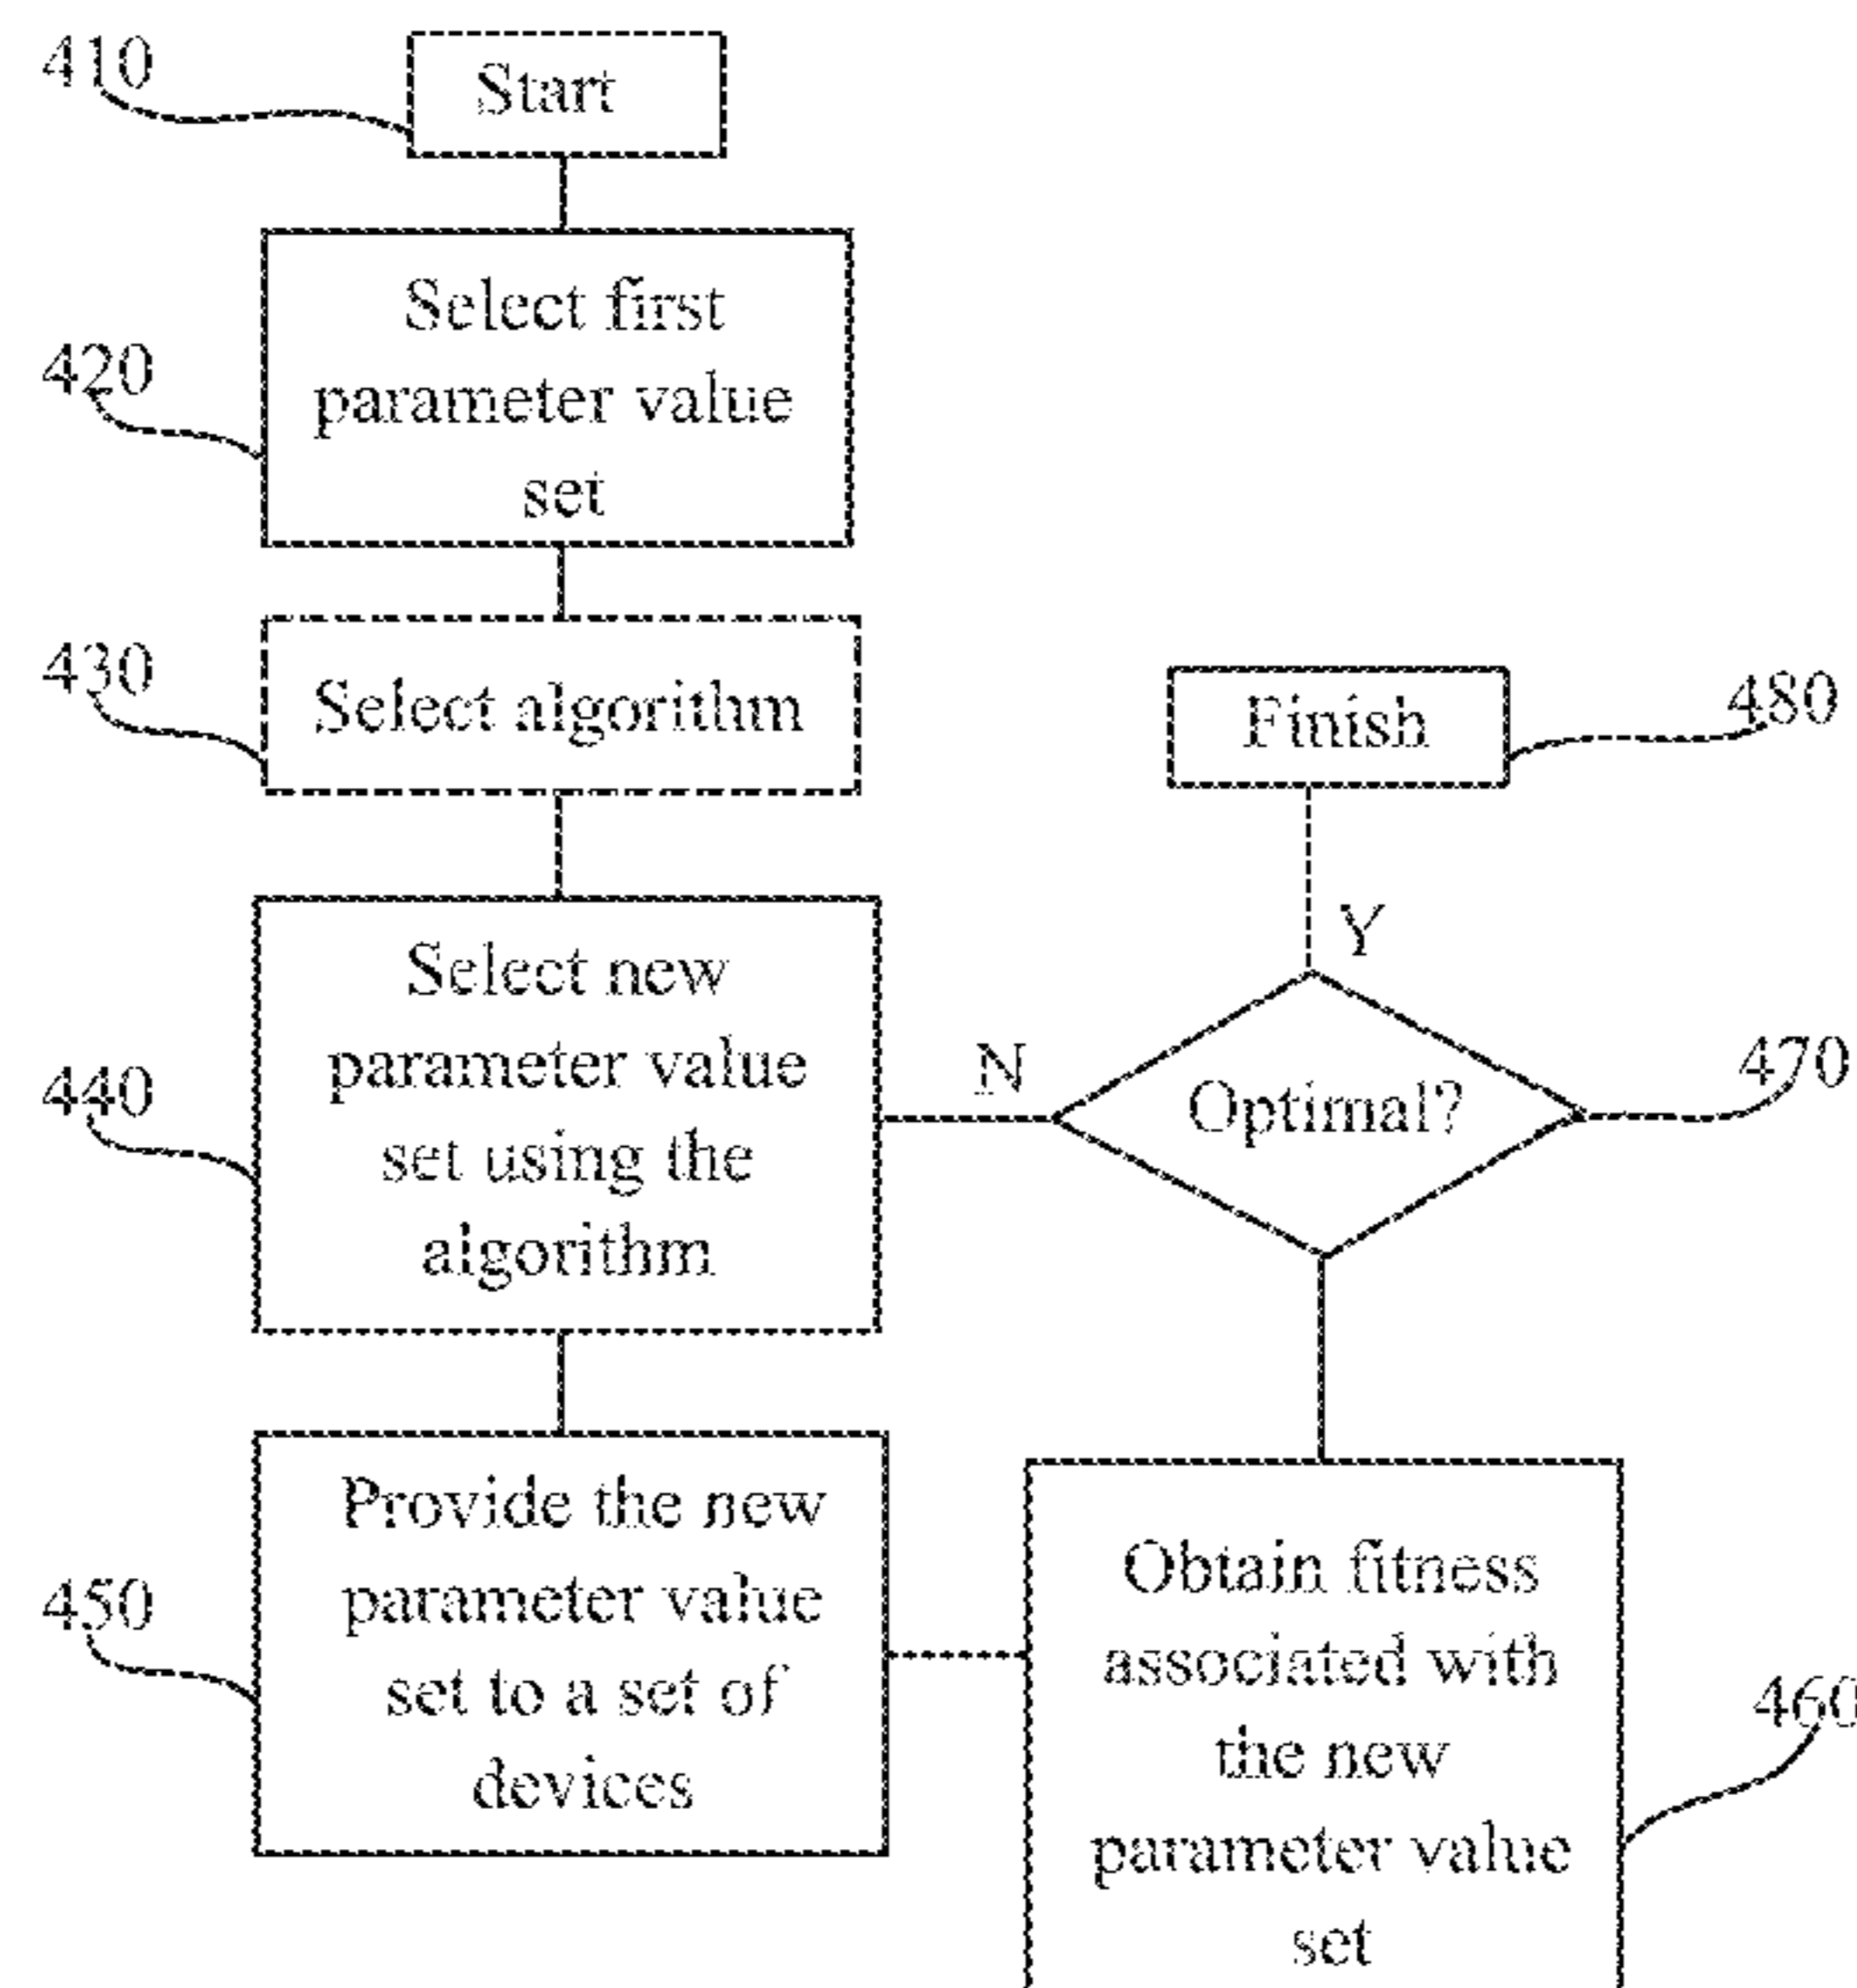 410
Start
420
Select first
parameter value
set
430
Select algorithm
Finish
480
Y
440
Select new
parameter value
set using the
algorithm
N
Optimal?
470
450
Provide the new
parameter value
set to a set of
devices
Obtain fitness
associated with
the new
parameter value
set
460